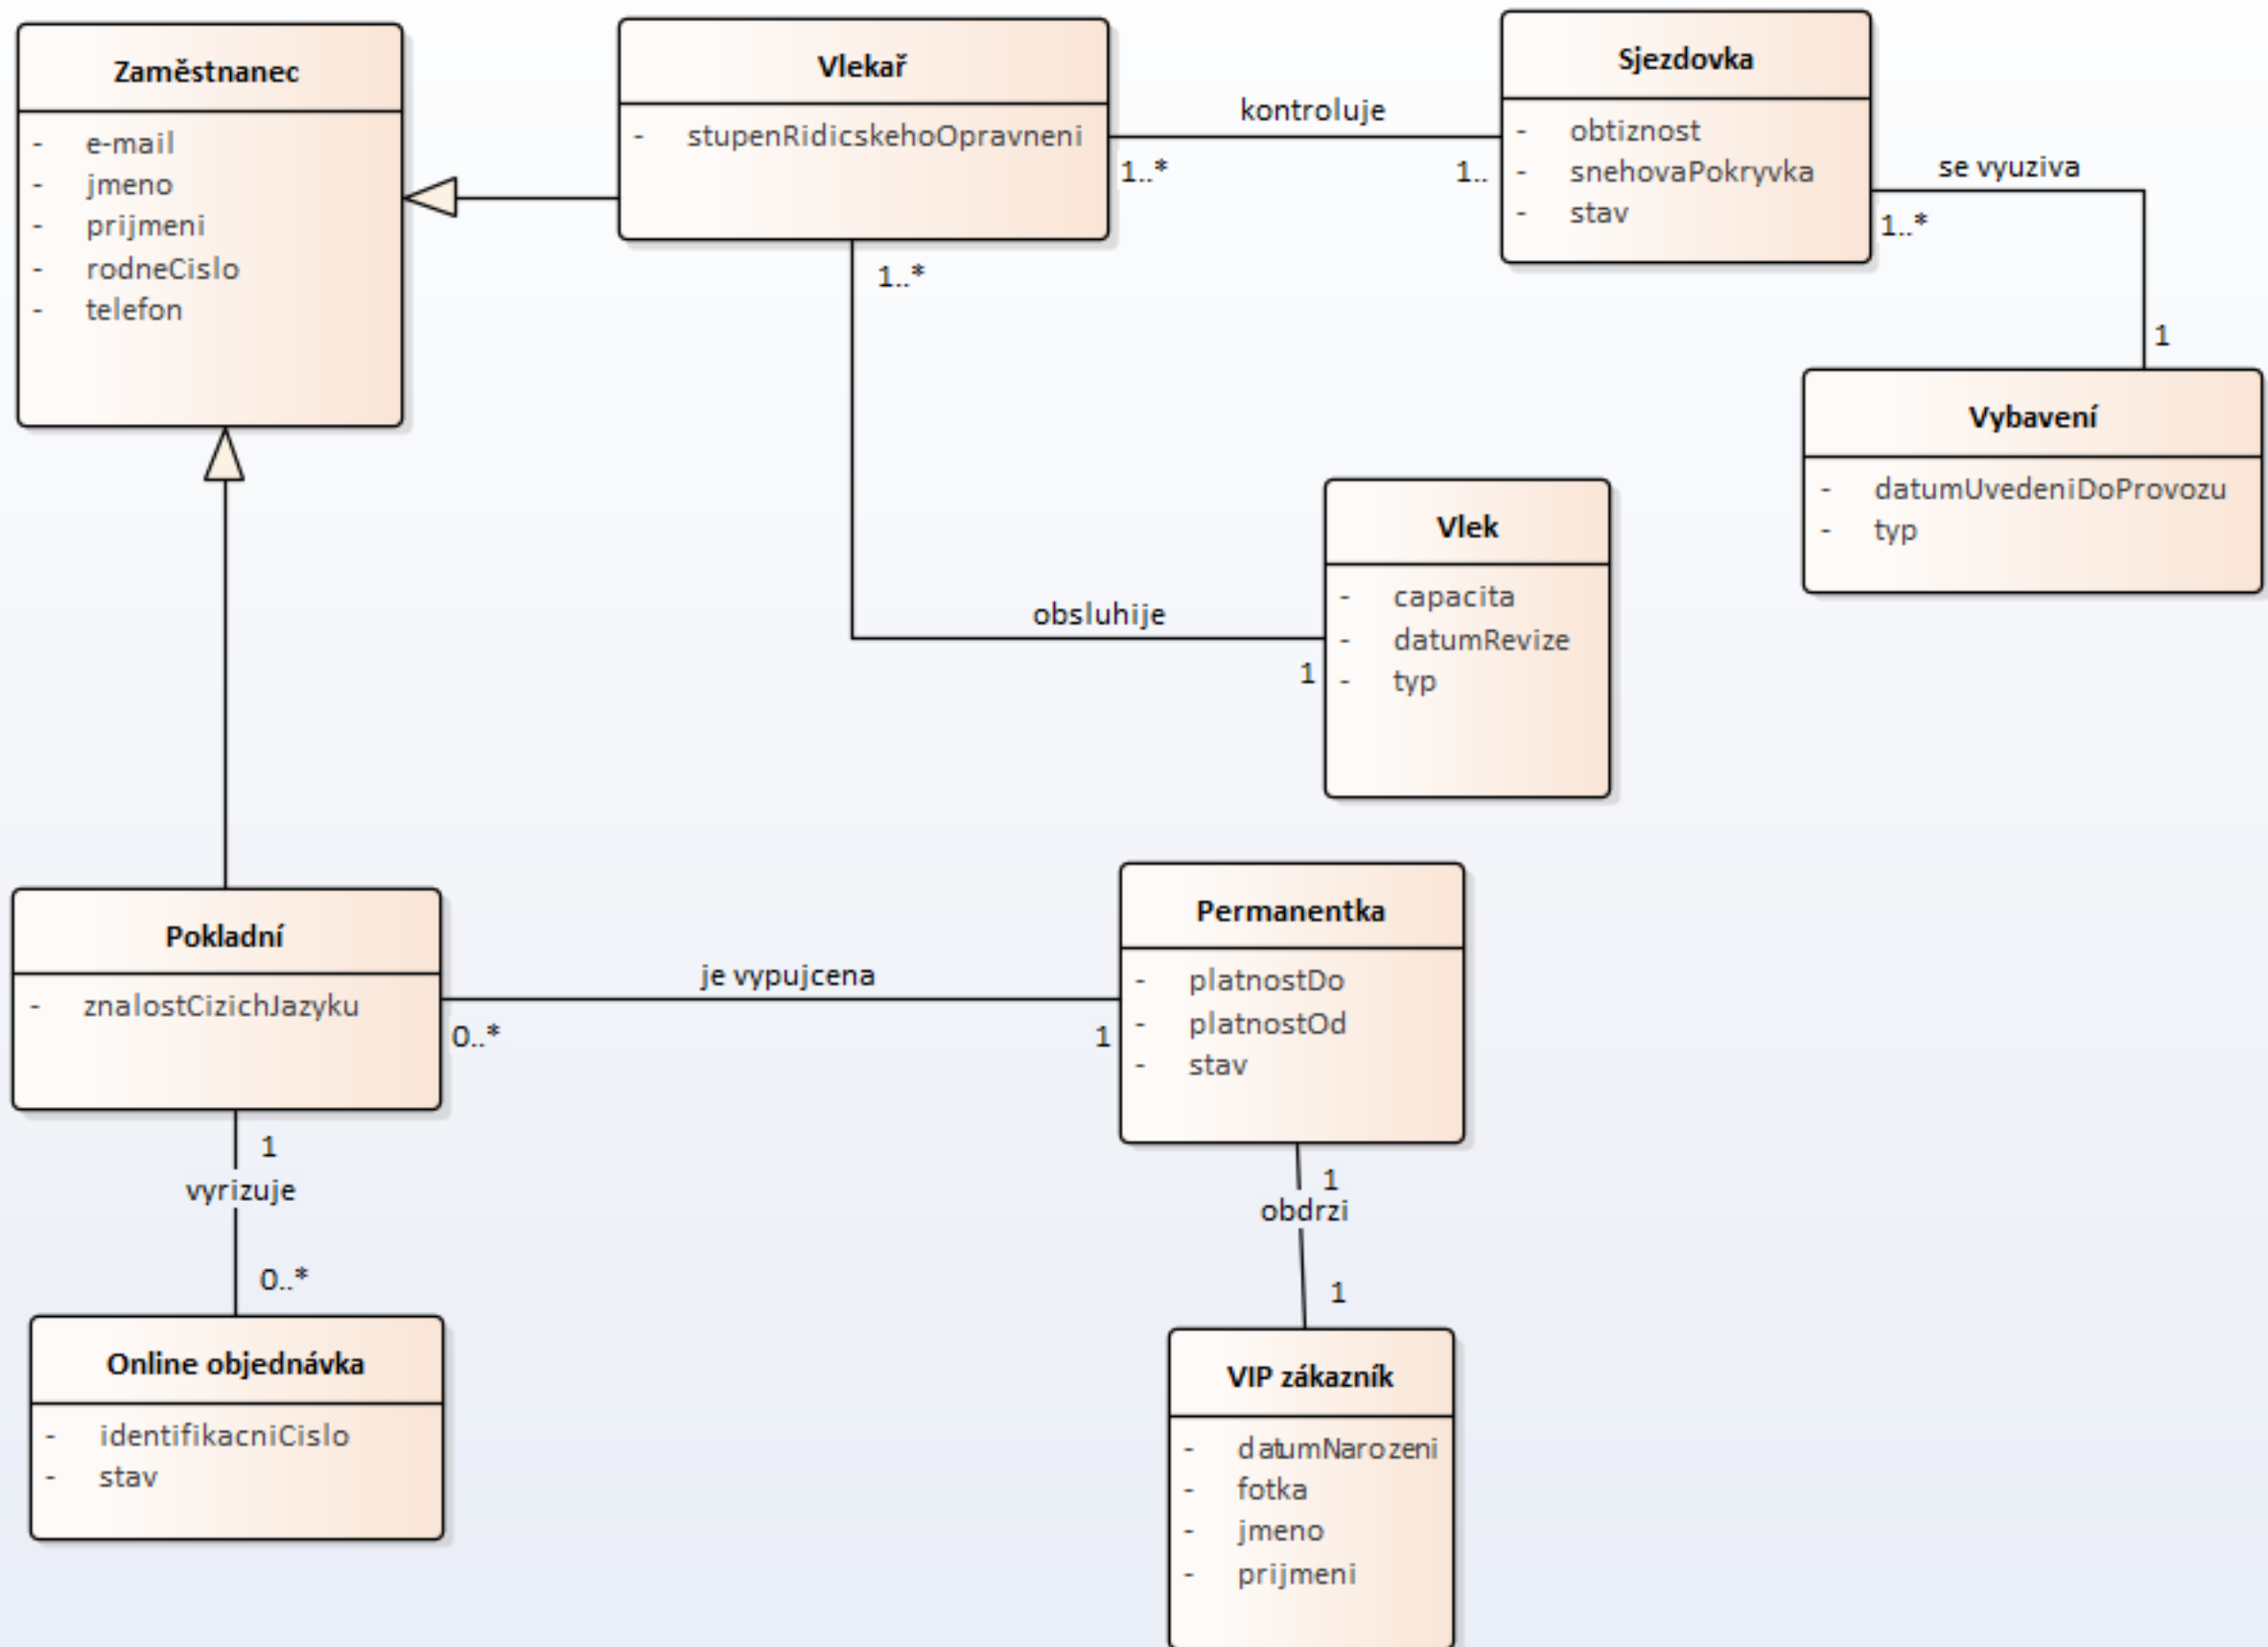 Zaměstnanec
- e-mail
- jmeno
- prijmeni
- rodneCislo
- telefon
Vlekař
- stupenRidicskehoOpravneni
kontroluje
1..*
1..
Sjezdovka
- obtiznost
- snehovaPokryvka
- stav
se vyuziva
1..*
1
Vybavení
- datumUvedeniDoProvozu
- typ
1..*
obsluhije
1
Vlek
- capacita
- datumRevize
- typ
Pokladní
- znalostCizichJazyku
je vypujcena
0..*
1
Permanentka
- platnostDo
- platnostOd
- stav
1
vyrizuje
0..*
Online objednávka
- identifikacniCislo
- stav
1
obdrzi
1
VIP zákazník
- datumNarozeni
- fotka
- jmeno
- prijmeni